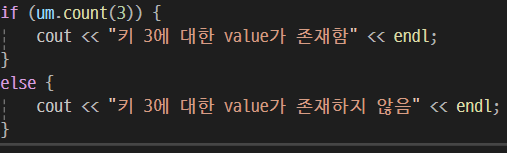 if (um.count(3)) {
cout << "키 3에 대한 value가 존재함" << endl;
}
else {
cout << "키 3에 대한 value가 존재하지 않음" << endl;
}